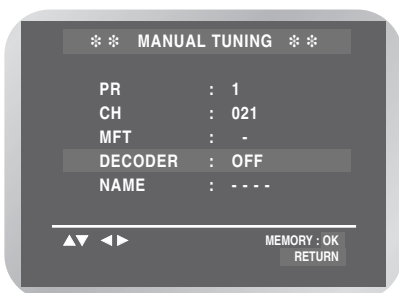 ❇ ❇ MANUAL TUNING ❇ ❇
PR : 1
CH : 021
MFT : -
DECODER : OFF
NAME : - - - -
▲▼ ◄► MEMORY : OK
RETURN